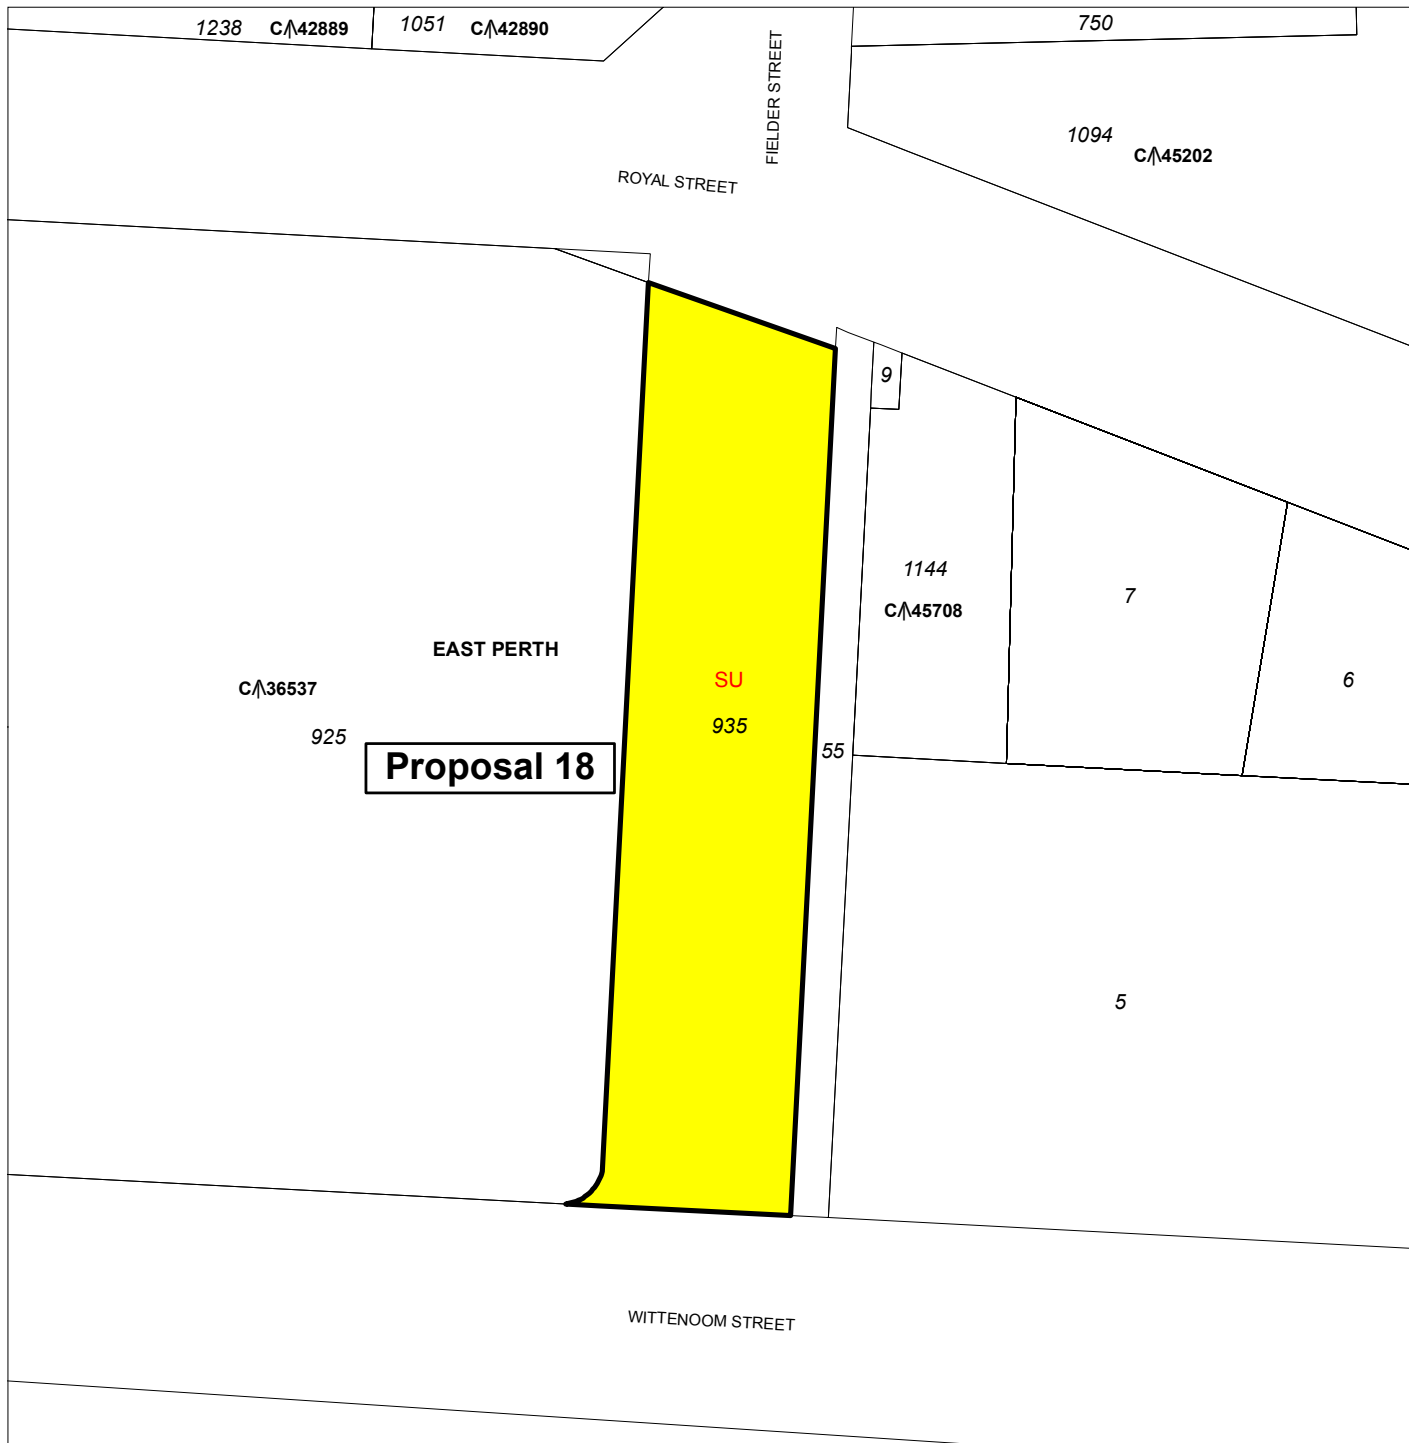 1238 C/\42889
1051 C/\42890
750
FIELDER STREET
1094
C/\45202
ROYAL STREET
9
1144
C/\45708
7
6
EAST PERTH
C/\36537
925
SU
935
55
Proposal 18
5
WITTENOOM STREET